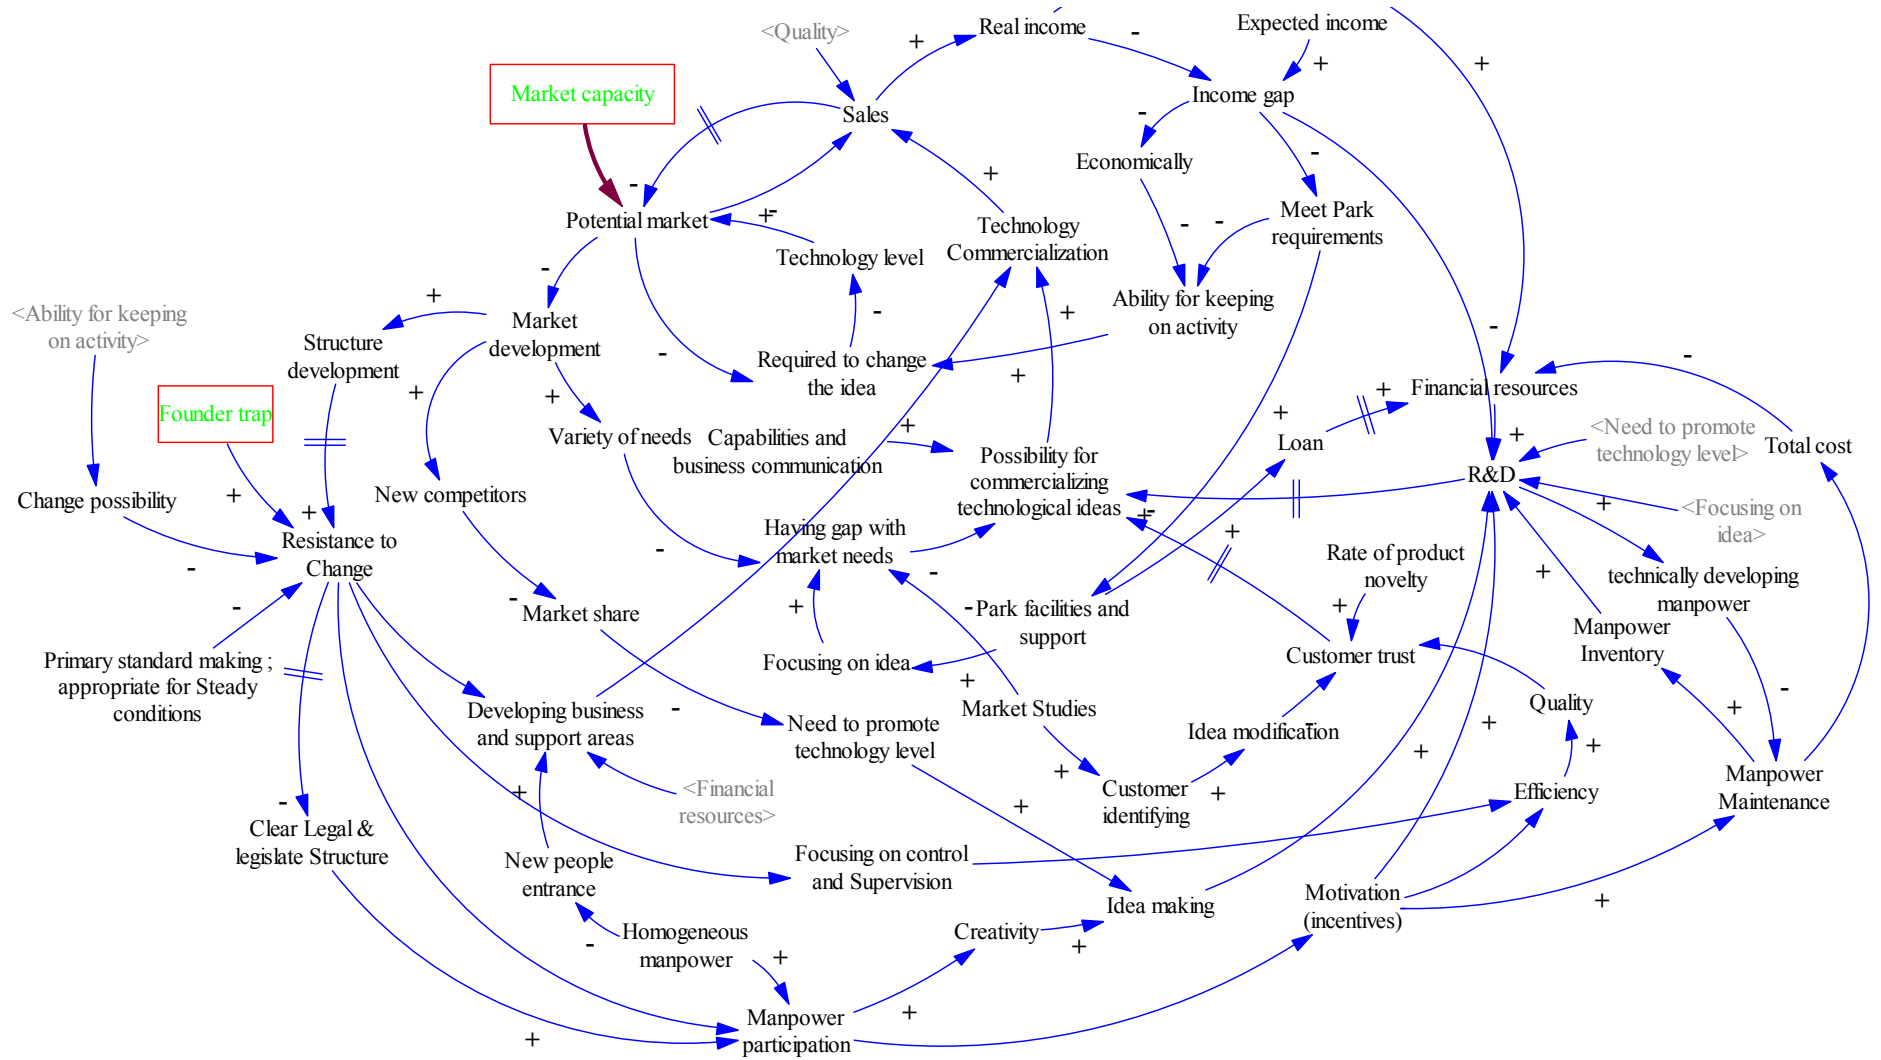 <Quality>
Real income
Expected income
Market capacity
Income gap
Sales
Economically
Potential market
Technology
Commercialization
Meet Park
requirements
Technology level
Ability for keeping
on activity
<Ability for keeping
on activity>
Structure
development
Market
development
Required to change
the idea
Financial resources
Founder trap
Variety of needs
Capabilities and
business communication
Loan
<Need to promote
technology level>
Total cost
Change possibility
New competitors
Possibility for
commercializing
technological ideas
R&D
<Focusing on
idea>
Resistance to
Change
Having gap with
market needs
Rate of product
novelty
technically developing
manpower
Market share
Park facilities and
support
Manpower
Inventory
Primary standard making ;
appropriate for Steady
conditions
Focusing on idea
Customer trust
Developing business
and support areas
Market Studies
Quality
Need to promote
technology level
Idea modification
<Financial
resources>
Customer
identifying
Efficiency
Manpower
Maintenance
Clear Legal &
legislate Structure
New people
entrance
Focusing on control
and Supervision
Idea making
Motivation
(incentives)
Homogeneous
manpower
Creativity
Manpower
participation